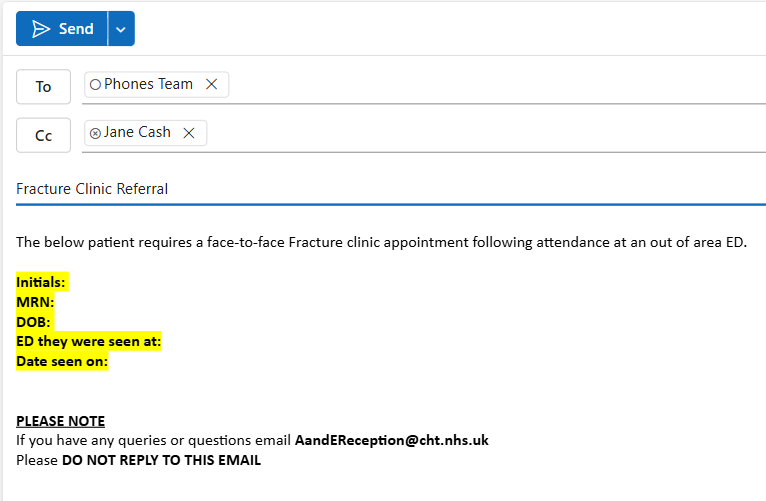 Send
To
Phones Team
Cc
Jane Cash
Fracture Clinic Referral
The below patient requires a face-to-face Fracture clinic appointment following attendance at an out of area ED.
Initials:
MRN:
DOB:
ED they were seen at:
Date seen on:
PLEASE NOTE
If you have any queries or questions email AandEReception@cht.nhs.uk
Please DO NOT REPLY TO THIS EMAIL